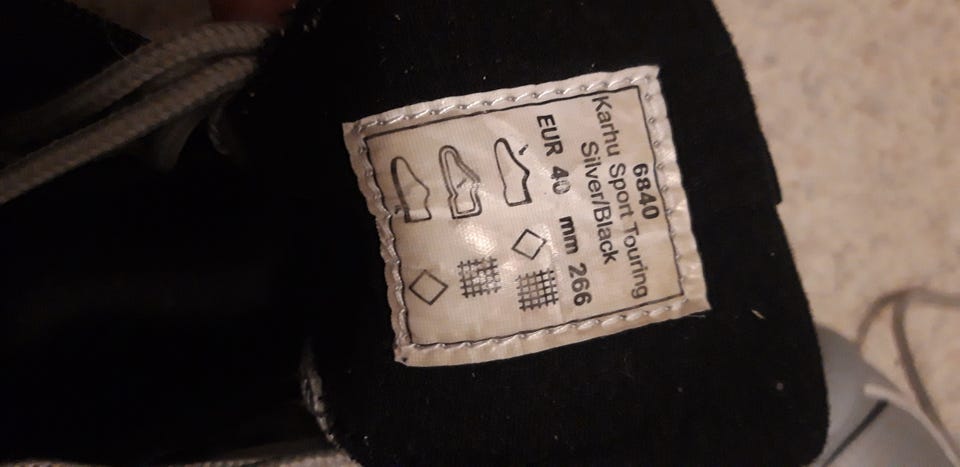 6840
Karhu Sport Touring
Silver/Black
EUR 40 mm 266